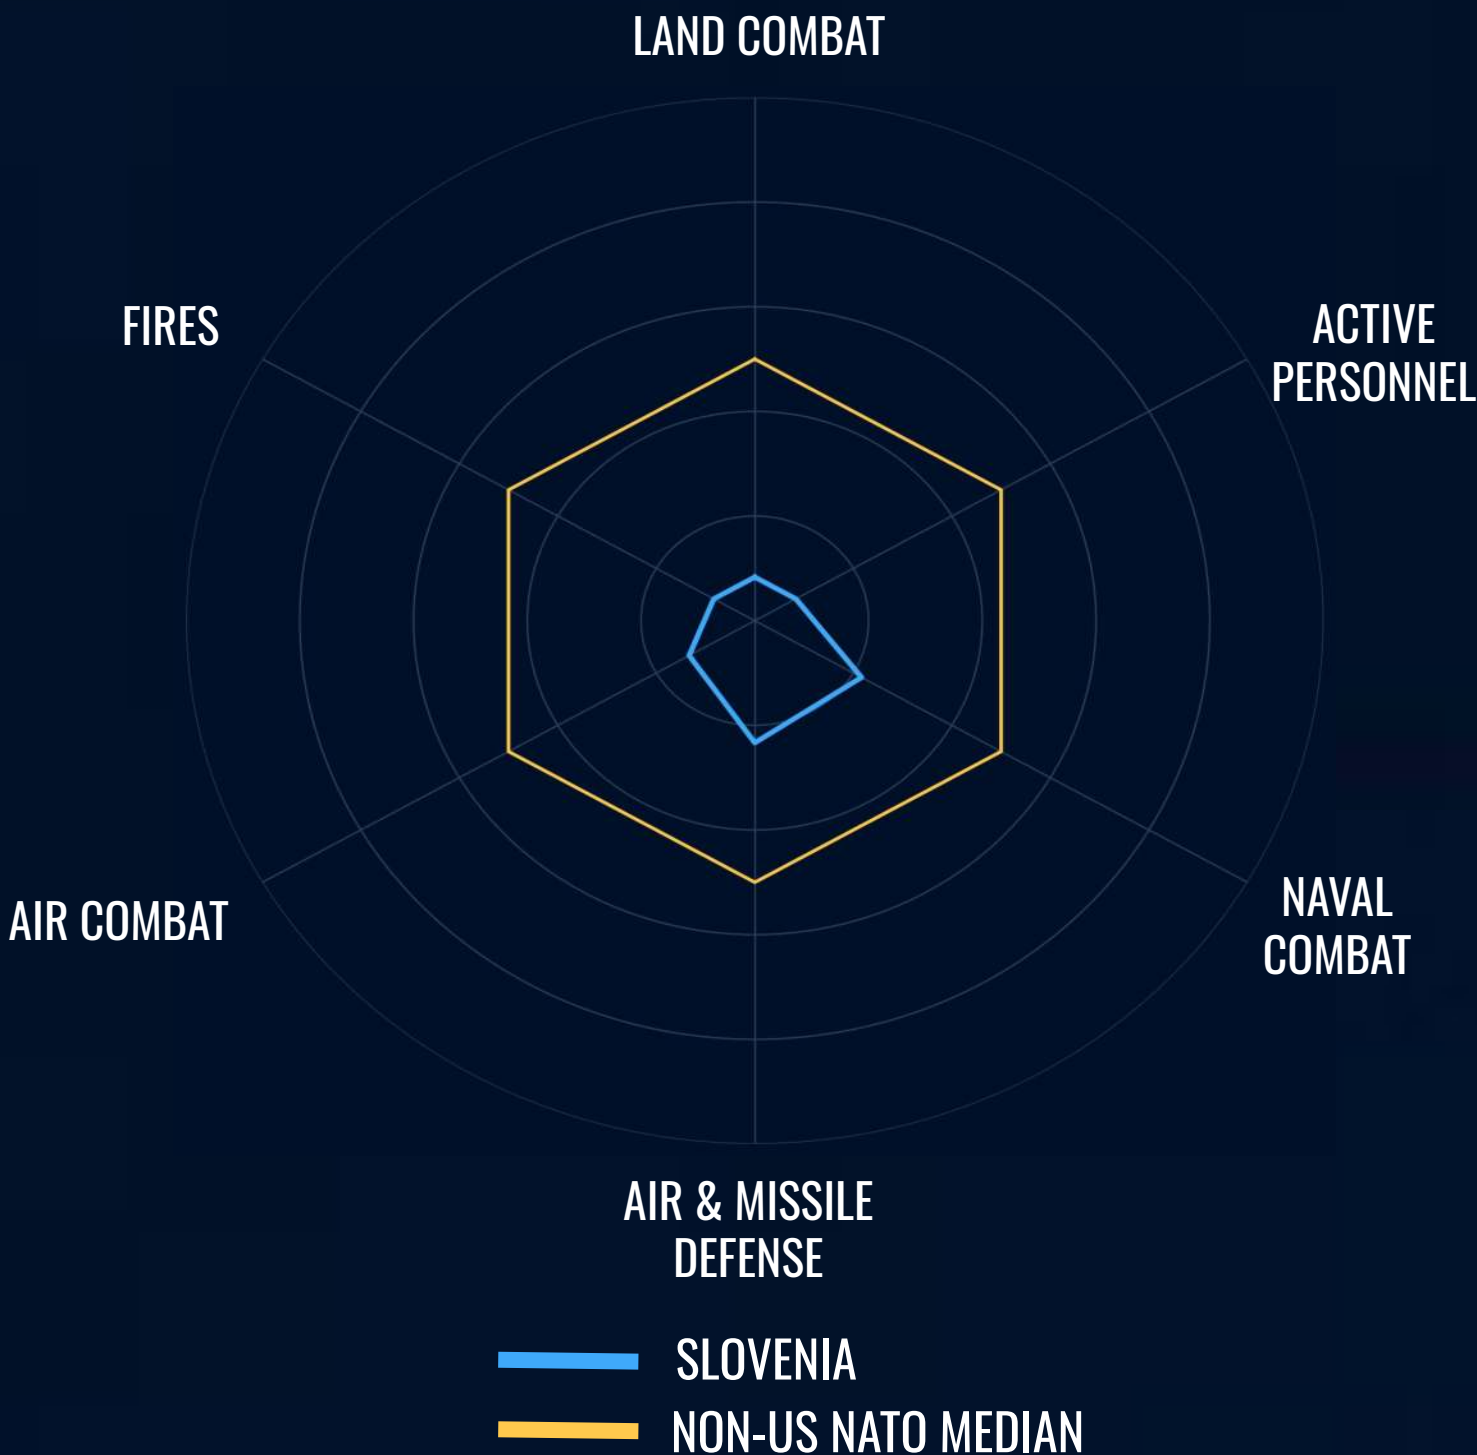 LAND COMBAT
FIRES
ACTIVE
PERSONNEL
AIR COMBAT
NAVAL
COMBAT
AIR & MISSILE
DEFENSE
SLOVENIA
NON-US NATO MEDIAN